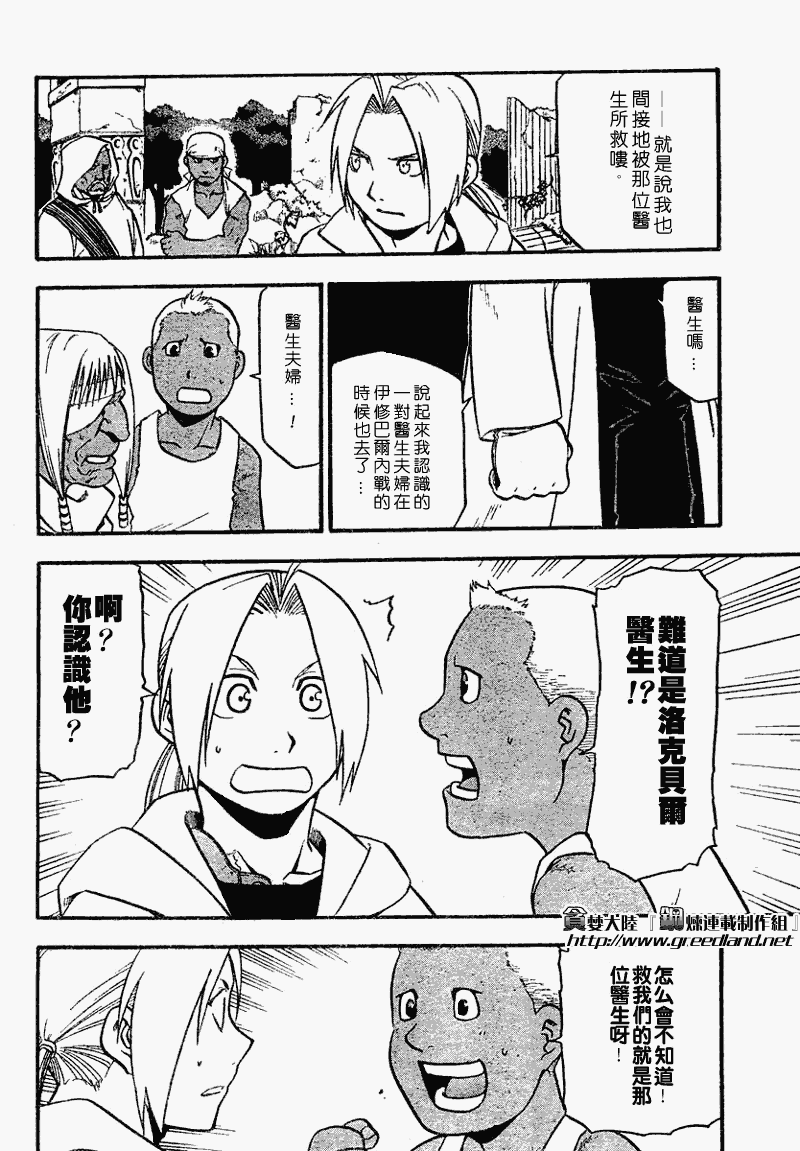 ——就是說我也
間接地被那位醫
生所救嘍。
醫生嗎…
說起來我認識的
一對醫生夫婦在
伊修巴爾內戰的
時候也去了…
醫生夫婦…！
難道是洛克貝爾
醫生!?
啊？
你認識他？
貪婪大陸『鋼煉連載制作組』
http://www.greedland.net
怎么會不知道！
救我們的就是那
位醫生呀！